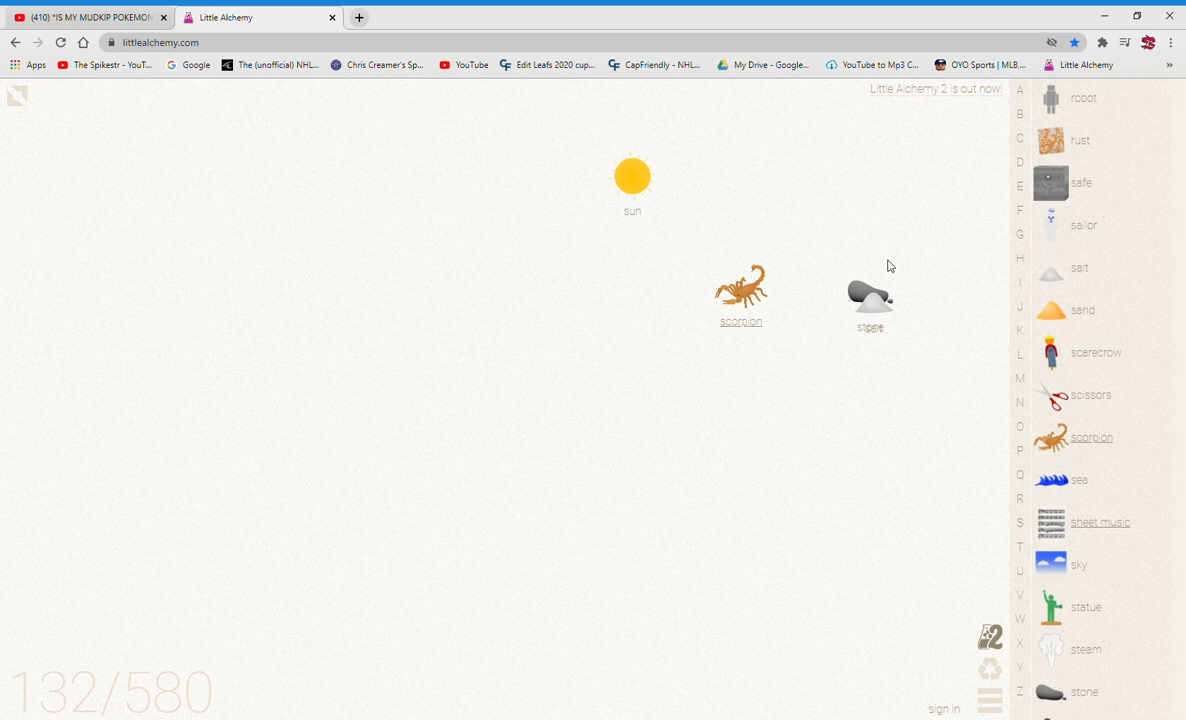 (410) *IS MY MUDKIP POKEMON
Little Alchemy
littlealchemy.com
Apps
The Spikestr - YouT...
Google
The (unofficial) NHL...
Chris Creamer's Sp...
YouTube
Edit Leafs 2020 cup...
CapFriendly - NHL...
My Drive - Google...
YouTube to Mp3 C...
OYO Sports | MLB,...
Little Alchemy
»
Little Alchemy 2 is out now!
sun
scorpion
stone
salt
A
B
C
D
E
F
G
H
I
J
K
L
M
N
O
P
Q
R
S
T
U
V
W
X
Y
Z
robot
rust
safe
sailor
salt
sand
scarecrow
scissors
scorpion
sea
sheet music
sky
statue
steam
stone
2
132/580
sign in